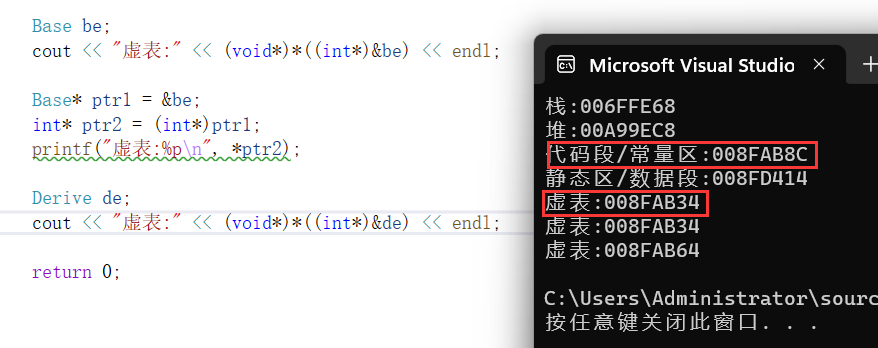 Base be;
cout << "虚表:" << (void*)*((int*)&be) << endl;
Base* ptr1 = &be;
int* ptr2 = (int*)ptr1;
printf("虚表:%p\n", *ptr2);
Derive de;
cout << "虚表:" << (void*)*((int*)&de) << endl;
return 0;
Microsoft Visual Studio
栈:006FFE68
堆:00A99EC8
代码段/常量区:008FAB8C
静态区/数据段:008FD414
虚表:008FAB34
虚表:008FAB34
虚表:008FAB64
C:\Users\Administrator\sourc
按任意键关闭此窗口. . .